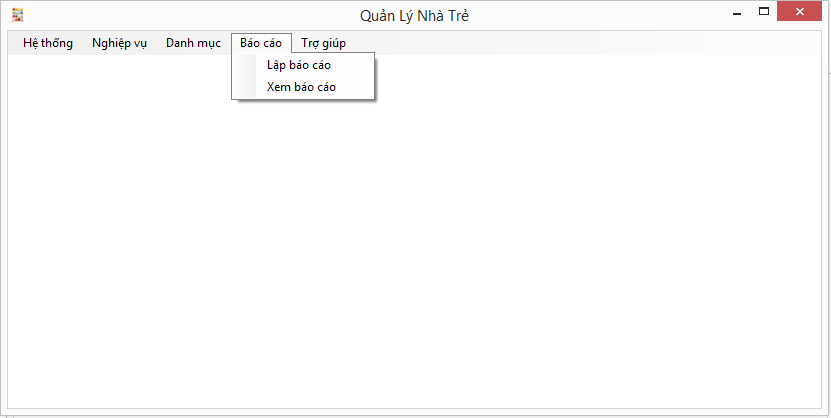 Quản Lý Nhà Trẻ
Hệ thống Nghiệp vụ Danh mục Báo cáo Trợ giúp
Lập báo cáo
Xem báo cáo